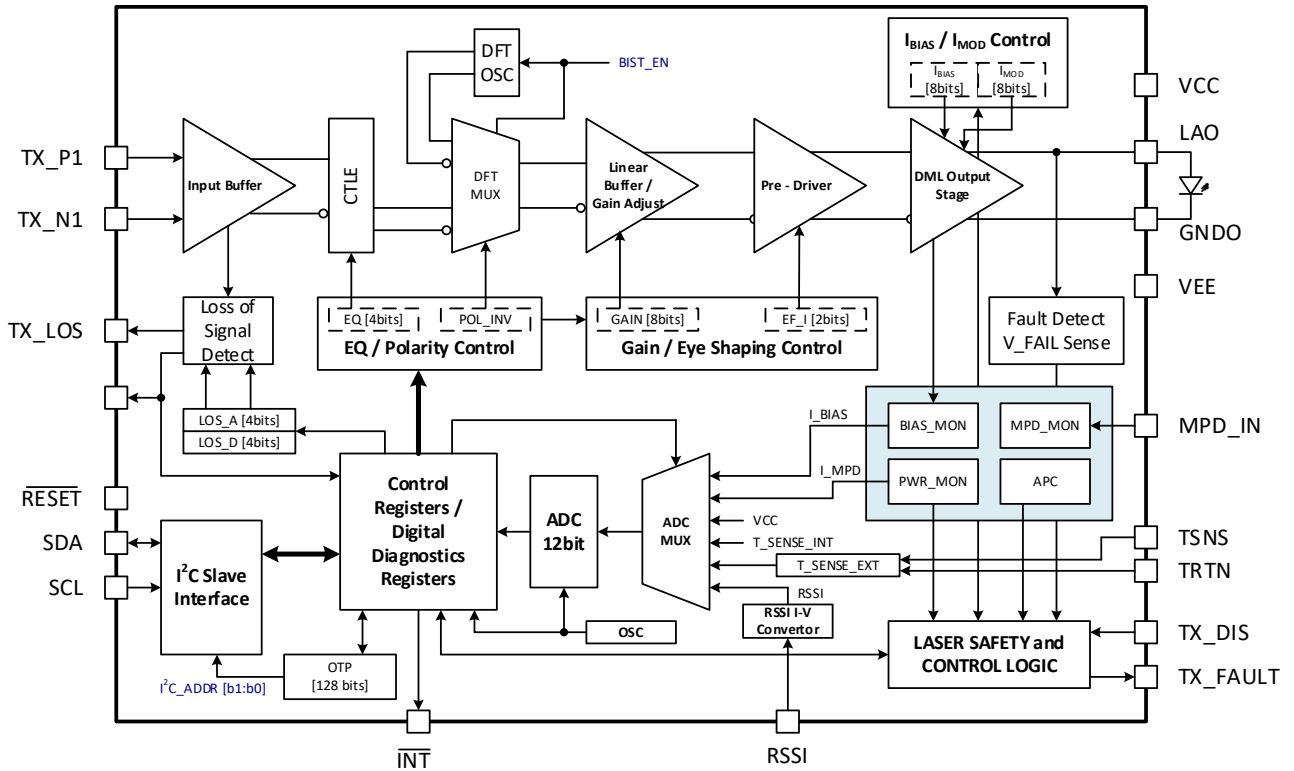 DFT
OSC
BIST_EN
I_BIAS / I_MOD Control
I_BIAS
[8bits]
I_MOD
[8bits]
VCC
LAO
TX_P1
TX_N1
Input Buffer
CTLE
DFT
MUX
Linear
Buffer /
Gain Adjust
Pre - Driver
DML Output
Stage
GNDO
VEE
TX_LOS
Loss of
Signal
Detect
EQ [4bits]
POL_INV
EQ / Polarity Control
GAIN [8bits]
EF_I [2bits]
Gain / Eye Shaping Control
Fault Detect
V_FAIL Sense
LOS_A [4bits]
LOS_D [4bits]
I_BIAS
BIAS_MON
MPD_MON
MPD_IN
I_MPD
PWR_MON
APC
RESET
SDA
SCL
I²C Slave
Interface
Control
Registers /
Digital
Diagnostics
Registers
ADC
12bit
ADC
MUX
VCC
T_SENSE_INT
T_SENSE_EXT
TSNS
TRTN
RSSI
RSSI I-V
Convertor
OSC
LASER SAFETY and
CONTROL LOGIC
TX_DIS
TX_FAULT
OTP
[128 bits]
I²C_ADDR [b1:b0]
INT
RSSI